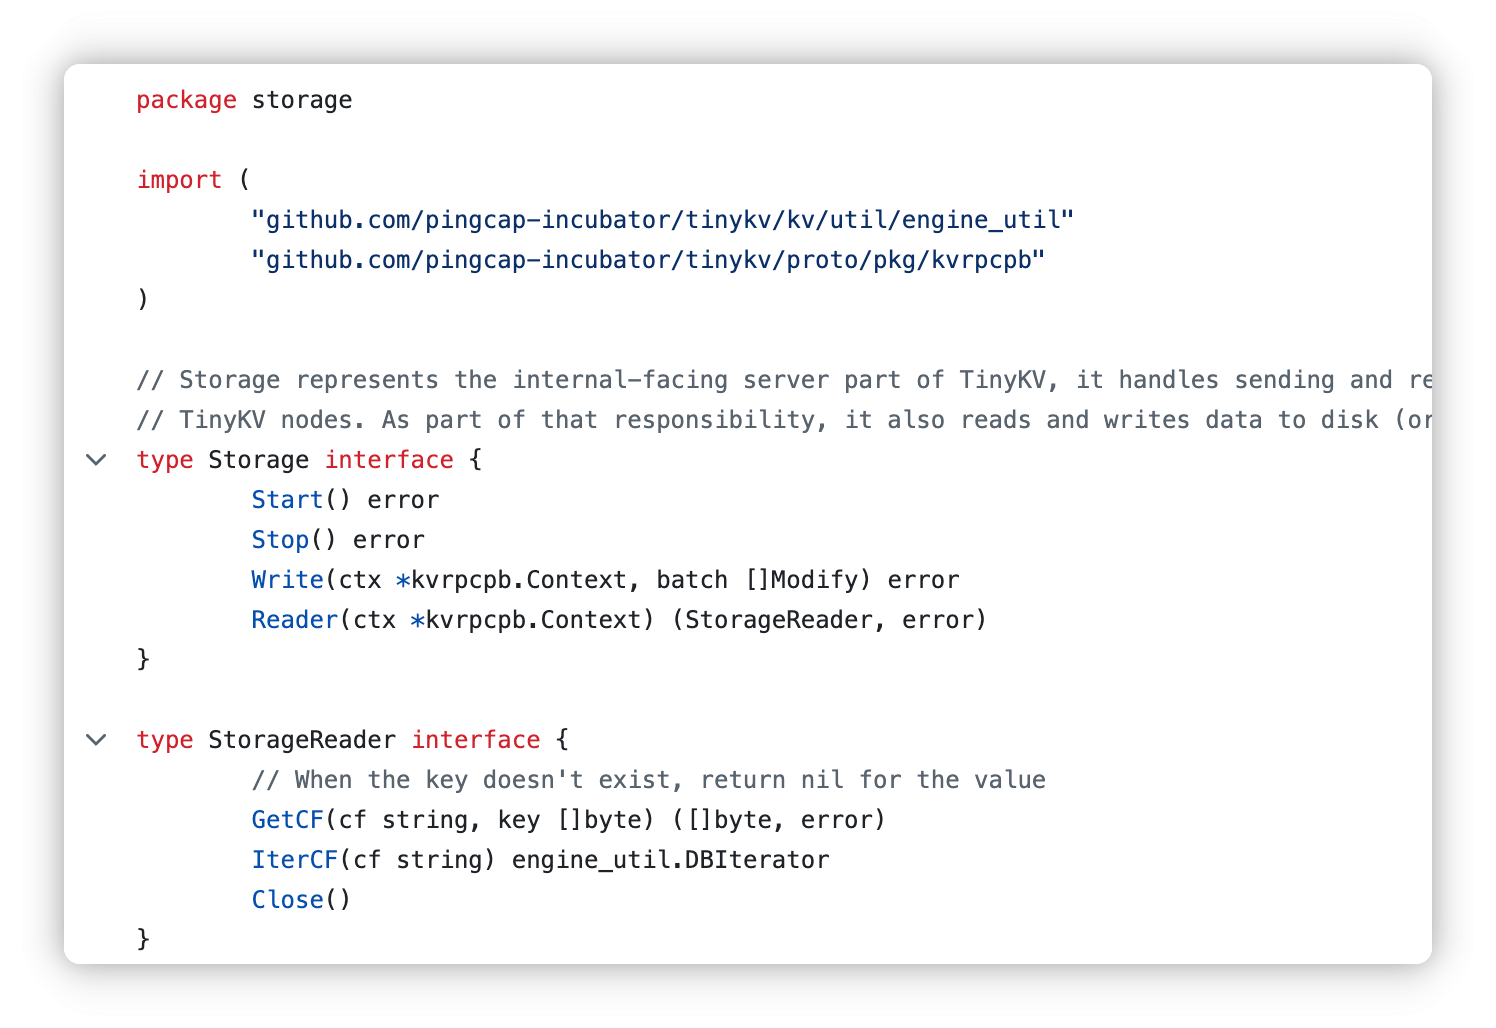 package storage
import (
"github.com/pingcap-incubator/tinykv/kv/util/engine_util"
"github.com/pingcap-incubator/tinykv/proto/pkg/kvrpcpb"
)
// Storage represents the internal-facing server part of TinyKV, it handles sending and
// TinyKV nodes. As part of that responsibility, it also reads and writes data to disk (or
type Storage interface {
Start() error
Stop() error
Write(ctx *kvrpcpb.Context, batch []Modify) error
Reader(ctx *kvrpcpb.Context) (StorageReader, error)
}
type StorageReader interface {
// When the key doesn't exist, return nil for the value
GetCF(cf string, key []byte) ([]byte, error)
IterCF(cf string) engine_util.DBIterator
Close()
}